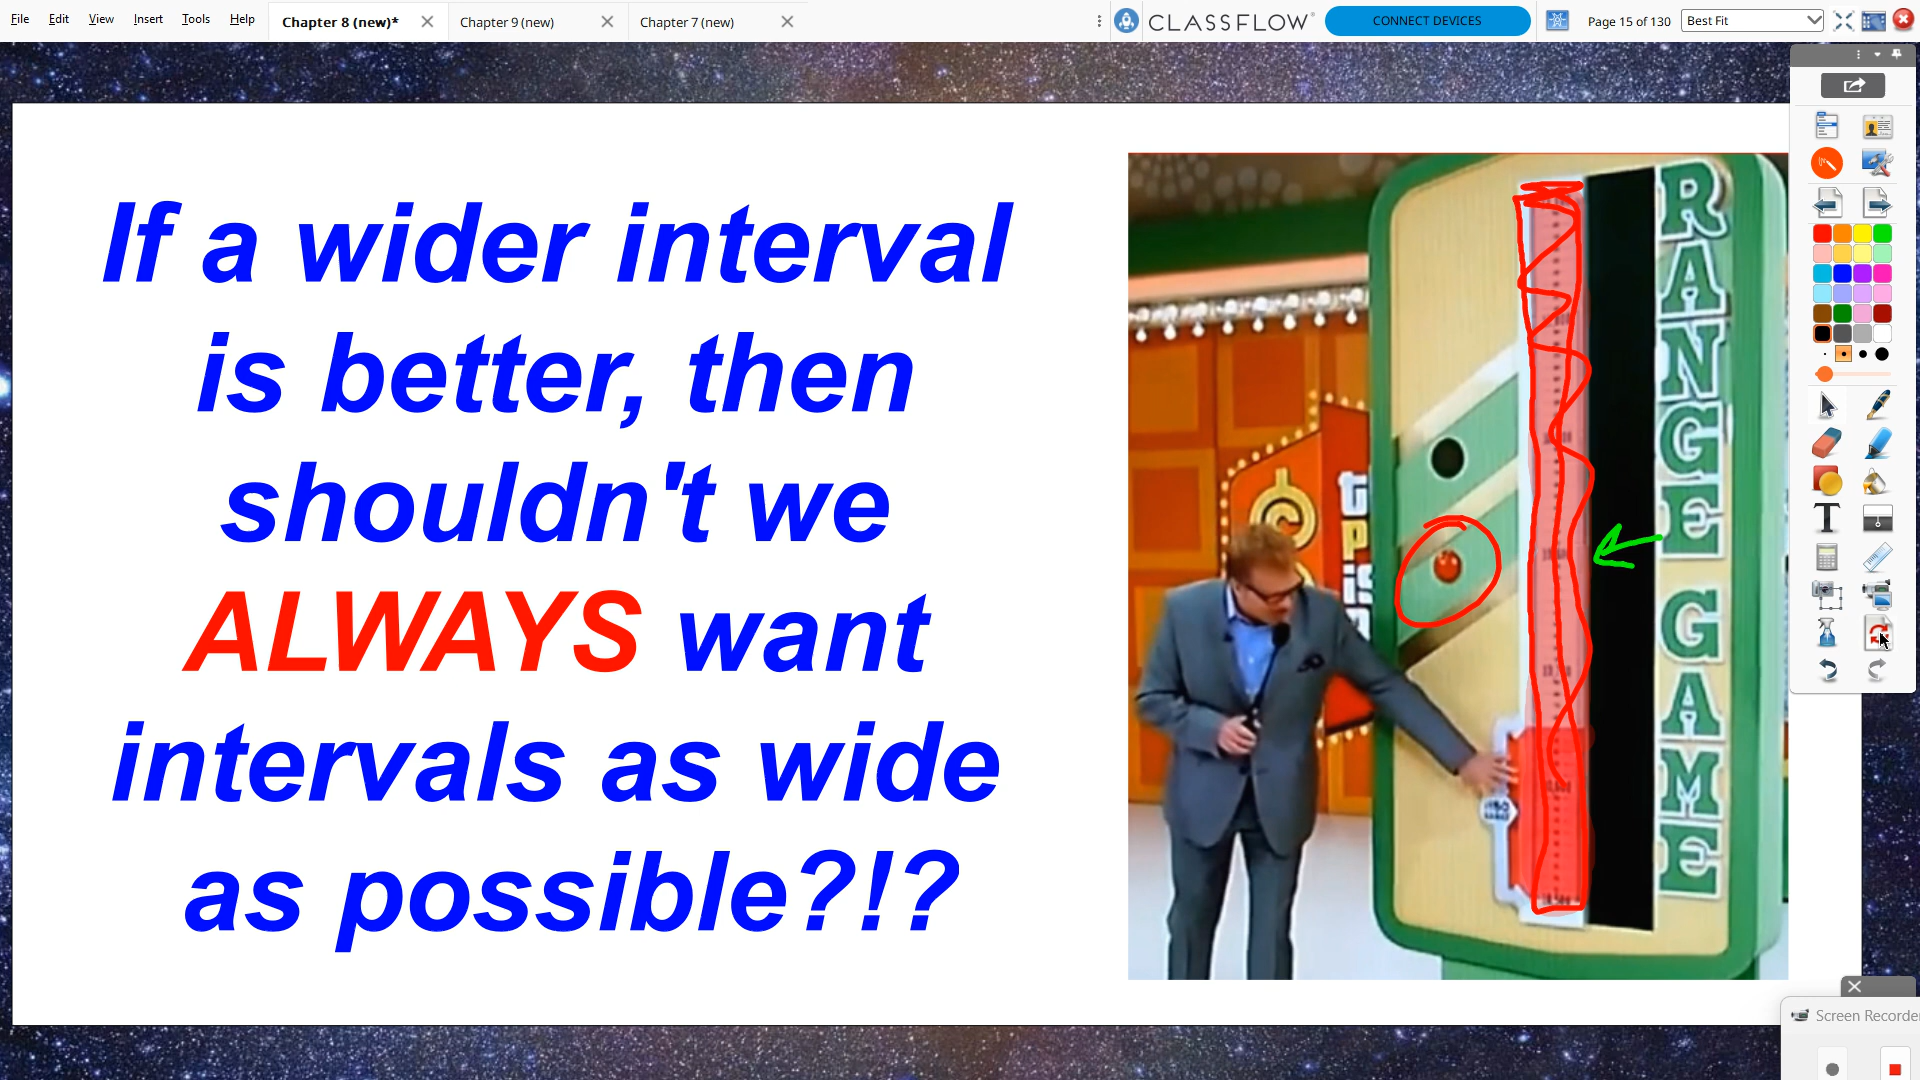 File Edit View Insert Tools Help
Chapter 8 (new)*
Chapter 9 (new)
Chapter 7 (new)
CLASSFLOW
CONNECT DEVICES
Page 15 of 130
Best Fit
If a wider interval
is better, then
shouldn't we
ALWAYS want
intervals as wide
as possible?!?
RANGE GAME
$150
RANGE
Screen Recorder